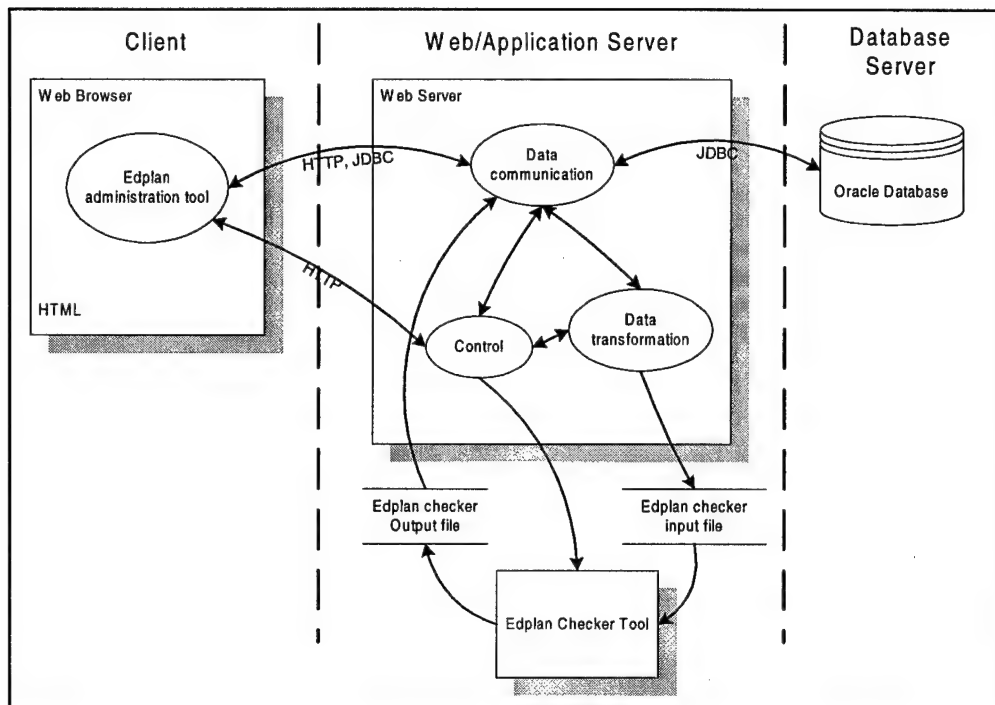 Client
Web/Application Server
Database
Server
Web Browser
Edplan
administration tool
HTML
HTTP, JDBC
HTTP
Web Server
Data
communication
Control
Data
transformation
JDBC
Oracle Database
Edplan checker
Output file
Edplan checker
input file
Edplan Checker Tool